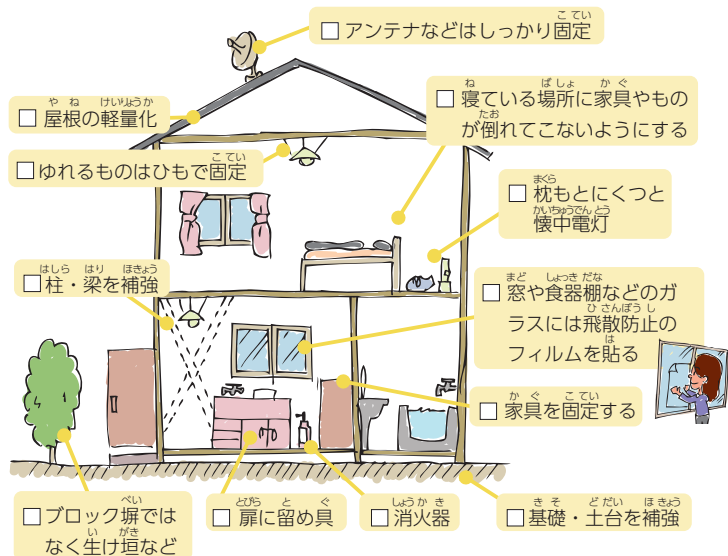 □ アンテナなどはしっかり固定
□ 屋根の軽量化
□ 寝ている場所に家具やもの
が倒れてこないようにする
□ ゆれるものはひもで固定
□ 枕もとにくつと
懐中電灯
□ 柱・梁を補強
□ 窓や食器棚などのガ
ラスには飛散防止の
フィルムを貼る
□ 家具を固定する
□ ブロック塀では
なく生け垣など
□ 扉に留め具
□ 消火器
□ 基礎・土台を補強